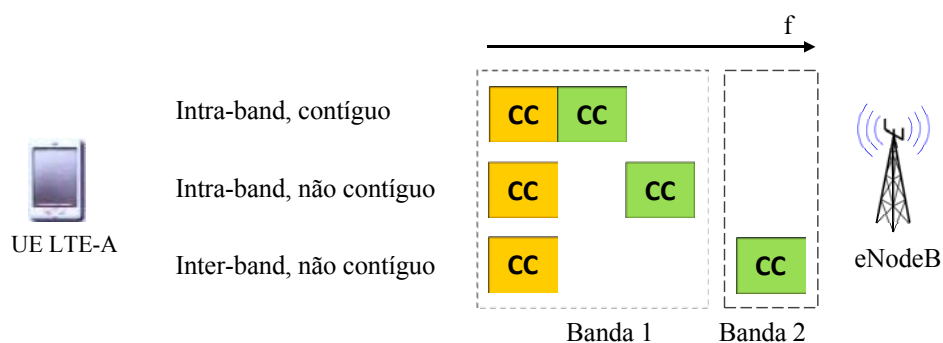 f
Intra-band, contíguo
CC CC
Intra-band, não contíguo
CC CC
UE LTE-A
Inter-band, não contíguo
CC CC
eNodeB
Banda 1 Banda 2